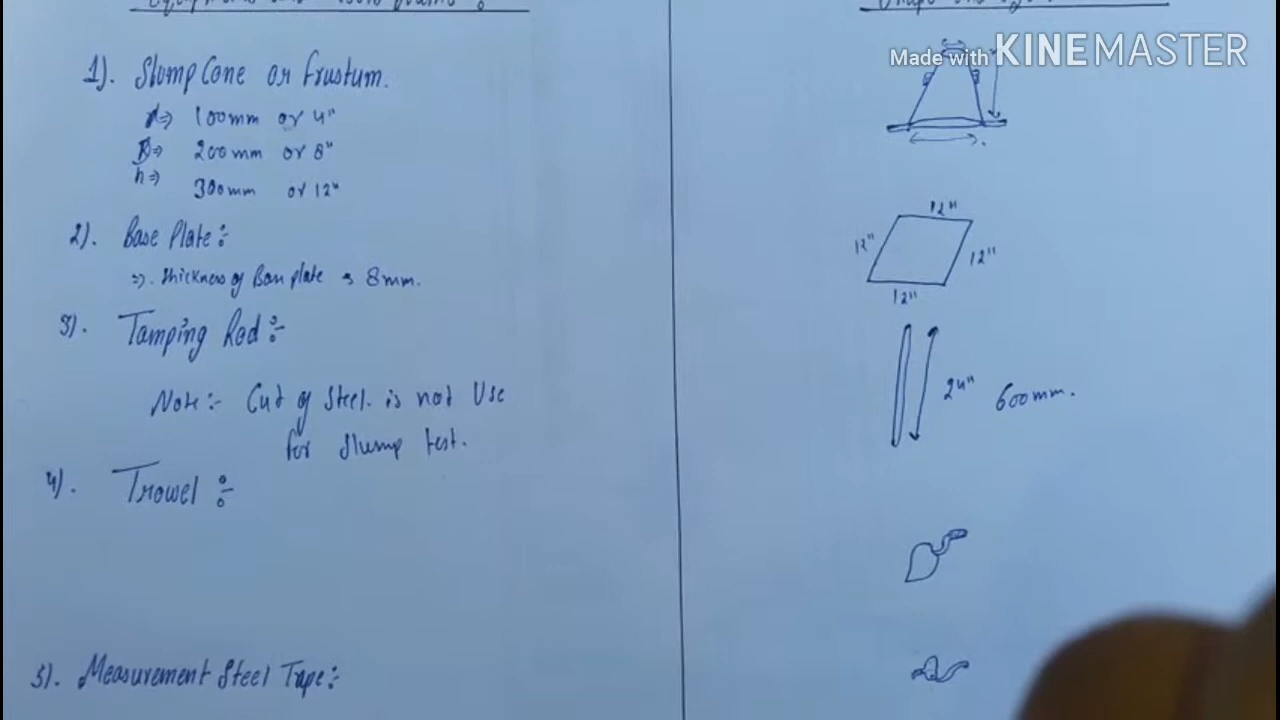 Made with KINEMASTER
1). Slump Cone or frustum.
d⇒ 100mm or 4"
D⇒ 200mm or 8"
h⇒ 300mm or 12"
2). Base Plate :-
⇒. thickness of Base plate 8mm.
12"
12"
12"
12"
3). Tamping Rod :-
Note :- Cut of Steel. is not Use
for slump test.
24" 600mm.
4). Trowel :-
5). Measurement Steel Tape :-